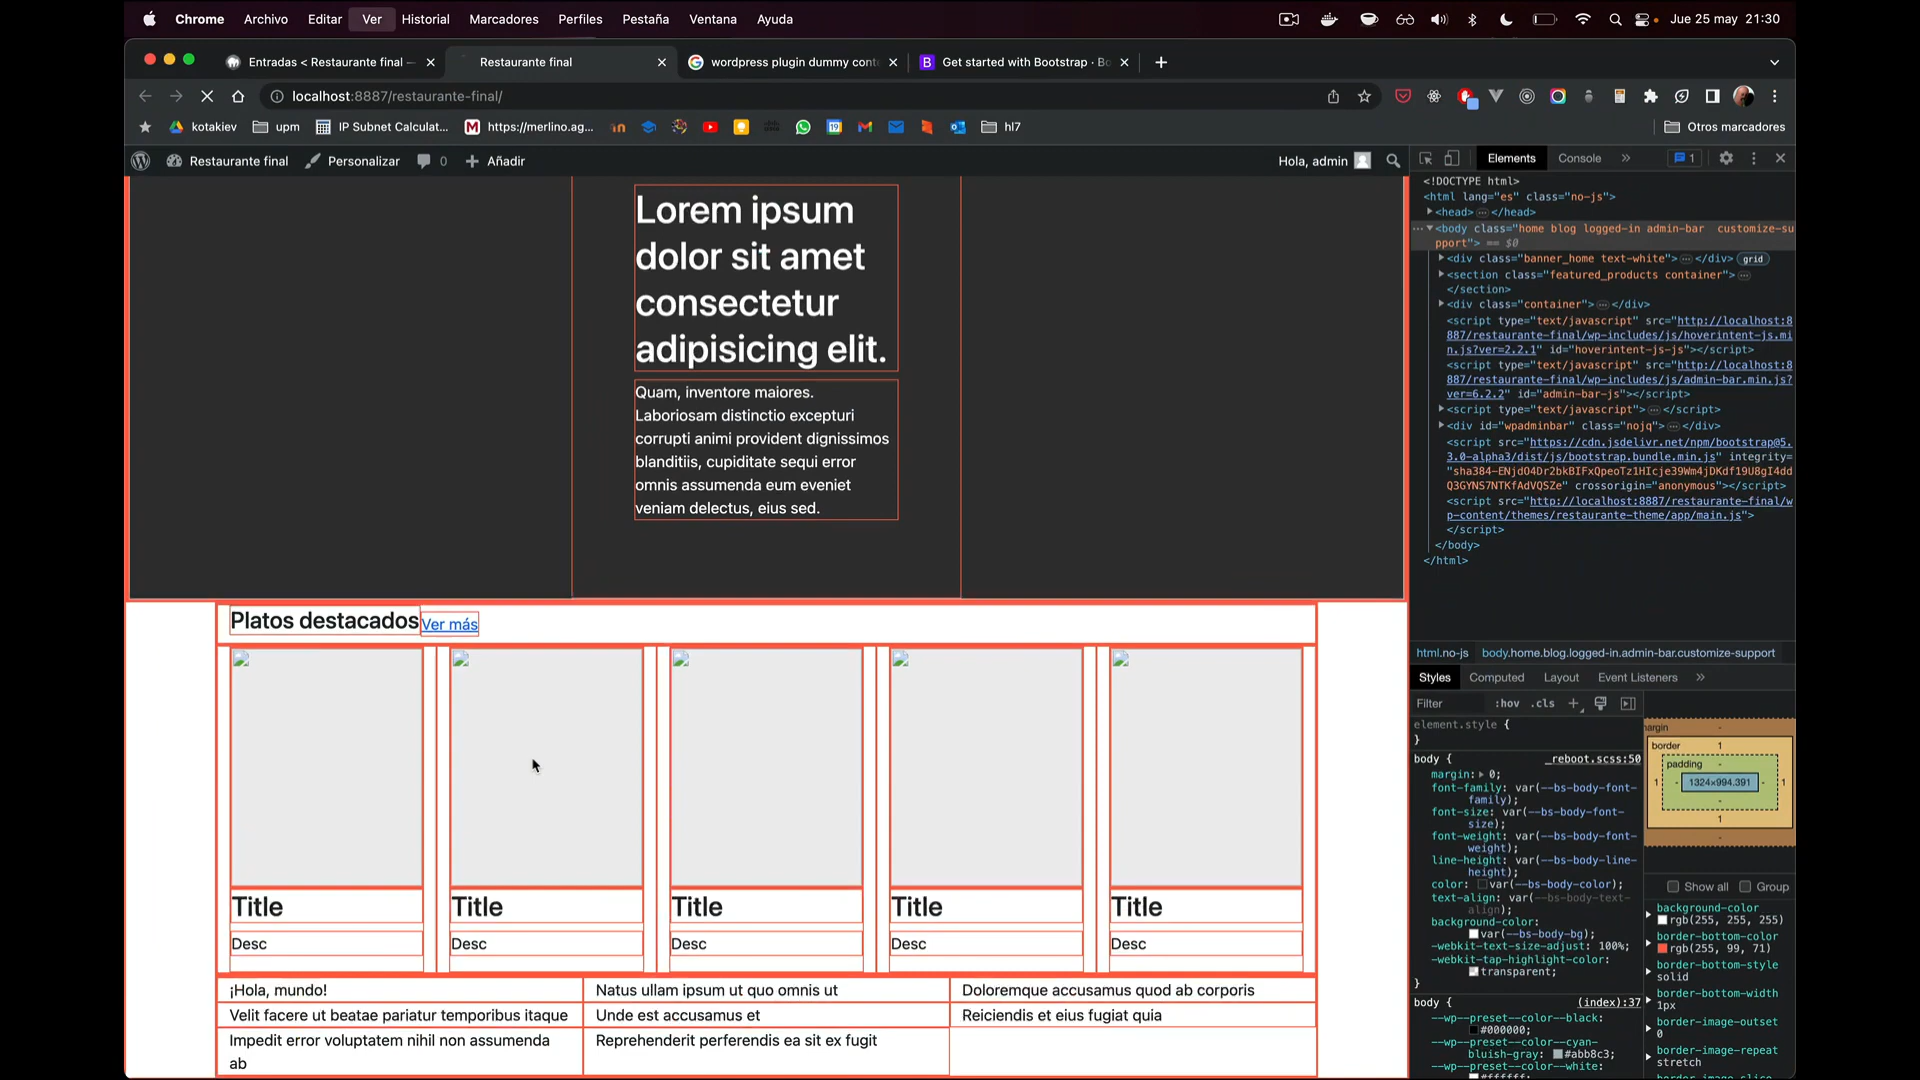 Chrome Archivo Editar Ver Historial Marcadores Perfiles Pestaña Ventana Ayuda
Jue 25 may 21:30
Entradas < Restaurante final —
Restaurante final
wordpress plugin dummy cont
Get started with Bootstrap · Bo
localhost:8887/restaurante-final/
kotakiev
upm
IP Subnet Calculat...
https://merlino.ag...
hl7
Otros marcadores
Restaurante final
Personalizar
0
Añadir
Hola, admin
Lorem ipsum
dolor sit amet
consectetur
adipisicing elit.
Quam, inventore maiores.
Laboriosam distinctio excepturi
corrupti animi provident dignissimos
blanditiis, cupiditate sequi error
omnis assumenda eum eveniet
veniam delectus, eius sed.
Platos destacados Ver más
Title Title Title Title Title
Desc Desc Desc Desc Desc
¡Hola, mundo! Natus ullam ipsum ut quo omnis ut Doloremque accusamus quod ab corporis
Velit facere ut beatae pariatur temporibus itaque Unde est accusamus et Reiciendis et eius fugiat quia
Impedit error voluptatem nihil non assumenda Reprehenderit perferendis ea sit ex fugit
ab
Elements Console » 1
<!DOCTYPE html>
<html lang="es" class="no-js">
<head> ··· </head>
··· <body class="home blog logged-in admin-bar customize-su
pport"> == $0
<div class="banner_home text-white"> ··· </div> grid
<section class="featured_products container"> ···
</section>
<div class="container"> ··· </div>
<script type="text/javascript" src="http://localhost:8
887/restaurante-final/wp-includes/js/hoverintent-js.mi
n.js?ver=2.2.1" id="hoverintent-js-js"></script>
<script type="text/javascript" src="http://localhost:8
887/restaurante-final/wp-includes/js/admin-bar.min.js?
ver=6.2.2" id="admin-bar-js"></script>
<script type="text/javascript"> ··· </script>
<div id="wpadminbar" class="nojq"> ··· </div>
<script src="https://cdn.jsdelivr.net/npm/bootstrap@5.
3.0-alpha3/dist/js/bootstrap.bundle.min.js" integrity=
crossorigin="anonymous"></script>
<script src="http://localhost:8887/restaurante-final/w
p-content/themes/restaurante-theme/app/main.js">
</script>
</body>
</html>
html.no-js body.home.blog.logged-in.admin-bar.customize-support
Styles Computed Layout Event Listeners »
Filter :hov .cls +
element.style {
}
body { _reboot.scss:50
margin: 0;
font-family: var(--bs-body-font-
family);
font-size: var(--bs-body-font-
size);
font-weight: var(--bs-body-font-
weight);
line-height: var(--bs-body-line-
height);
color: var(--bs-body-color);
text-align: var(--bs-body-text-
align);
background-color:
var(--bs-body-bg);
-webkit-text-size-adjust: 100%;
-webkit-tap-highlight-color:
transparent;
}
body { (index):37
--wp--preset--color--black:
#000000;
--wp--preset--color--cyan-
bluish-gray: #abb8c3;
--wp--preset--color--white:
#ffffff;
margin -
border 1
padding -
1 - 1324×994.391 - 1
-
1
-
Show all Group
background-color
rgb(255, 255, 255)
border-bottom-color
rgb(255, 99, 71)
border-bottom-style
solid
border-bottom-width
1px
border-image-outset
0
border-image-repeat
stretch
border-image-slice